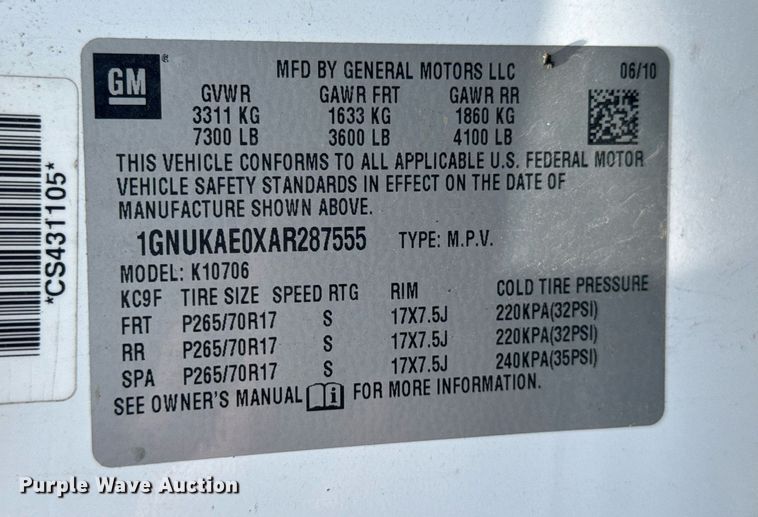 GM®
MFD BY GENERAL MOTORS LLC 06/10
GVWR GAWR FRT GAWR RR
3311 KG 1633 KG 1860 KG
7300 LB 3600 LB 4100 LB
THIS VEHICLE CONFORMS TO ALL APPLICABLE U.S. FEDERAL MOTOR
VEHICLE SAFETY STANDARDS IN EFFECT ON THE DATE OF
MANUFACTURE SHOWN ABOVE.
1GNUKAE0XAR287555 TYPE: M.P.V.
MODEL: K10706
KC9F TIRE SIZE SPEED RTG RIM COLD TIRE PRESSURE
FRT P265/70R17 S 17X7.5J 220KPA(32PSI)
RR P265/70R17 S 17X7.5J 220KPA(32PSI)
SPA P265/70R17 S 17X7.5J 240KPA(35PSI)
SEE OWNER'S MANUAL FOR MORE INFORMATION.
*CS431105*
Purple Wave Auction